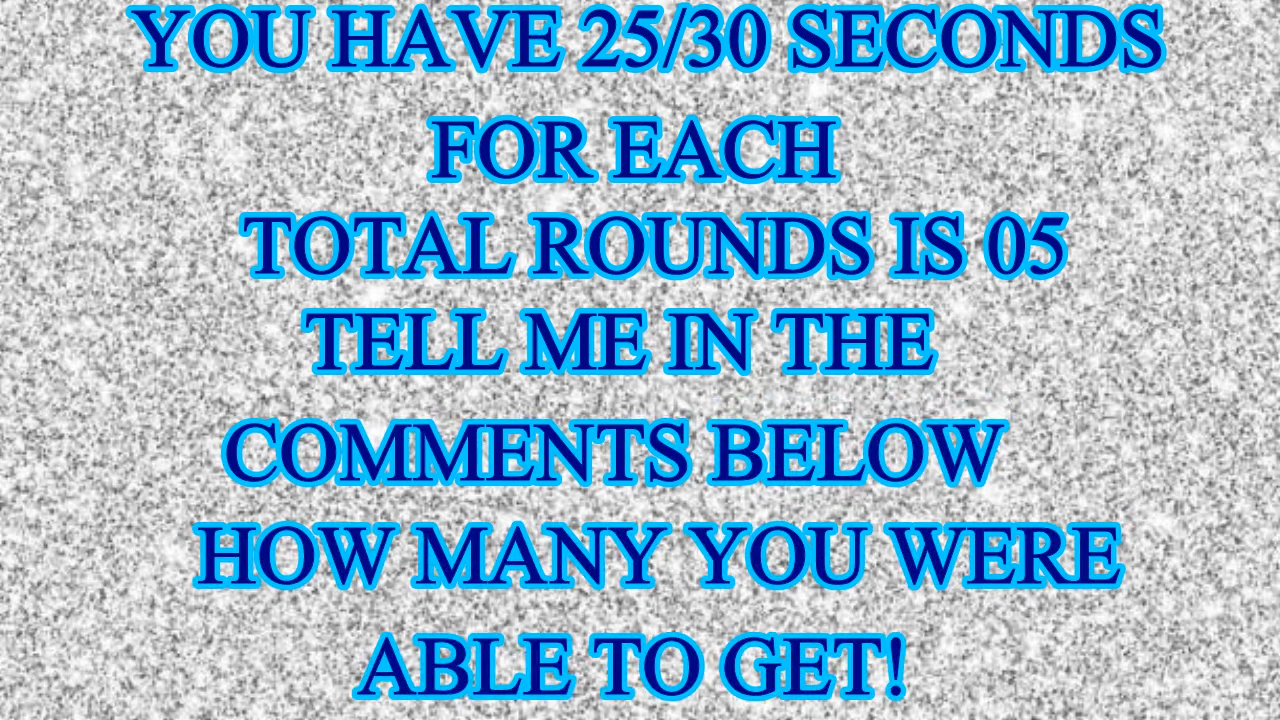 YOU HAVE 25/30 SECONDS
FOR EACH
TOTAL ROUNDS IS 05
TELL ME IN THE
COMMENTS BELOW
HOW MANY YOU WERE
ABLE TO GET!